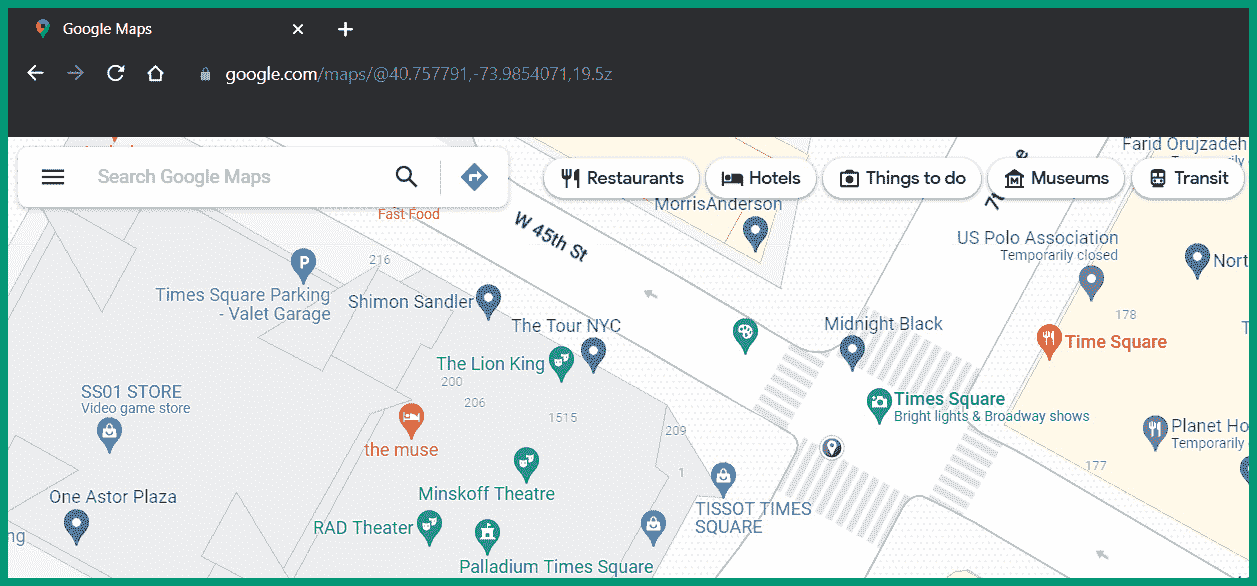 Google Maps
google.com/maps/@40.757791,-73.9854071,19.5z
Search Google Maps
Restaurants
Hotels
Things to do
Museums
Transit
Farid Orujzadeh
Temporarily
Fast Food
MorrisAnderson
W 45th St
US Polo Association
Temporarily closed
216
Times Square Parking
- Valet Garage
Shimon Sandler
The Tour NYC
Midnight Black
178
Time Square
The Lion King
200
206
1515
SS01 STORE
Video game store
Times Square
Bright lights & Broadway shows
the muse
209
Temporarily
177
1
Minskoff Theatre
One Astor Plaza
TISSOT TIMES
SQUARE
RAD Theater
Palladium Times Square